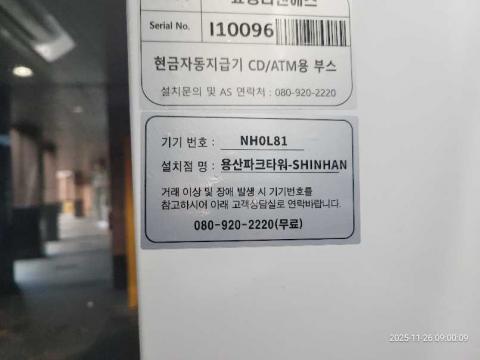 Serial No. I10096
현금자동지급기 CD/ATM용 부스
설치문의 및 AS 연락처 : 080-920-2220
기기 번호 : NH0L81
설치점 명 : 용산파크타워-SHINHAN
거래 이상 및 장애 발생 시 기기번호를
참고하시어 아래 고객상담실로 연락바랍니다.
080-920-2220(무료)
2025-11-26 09:00:09